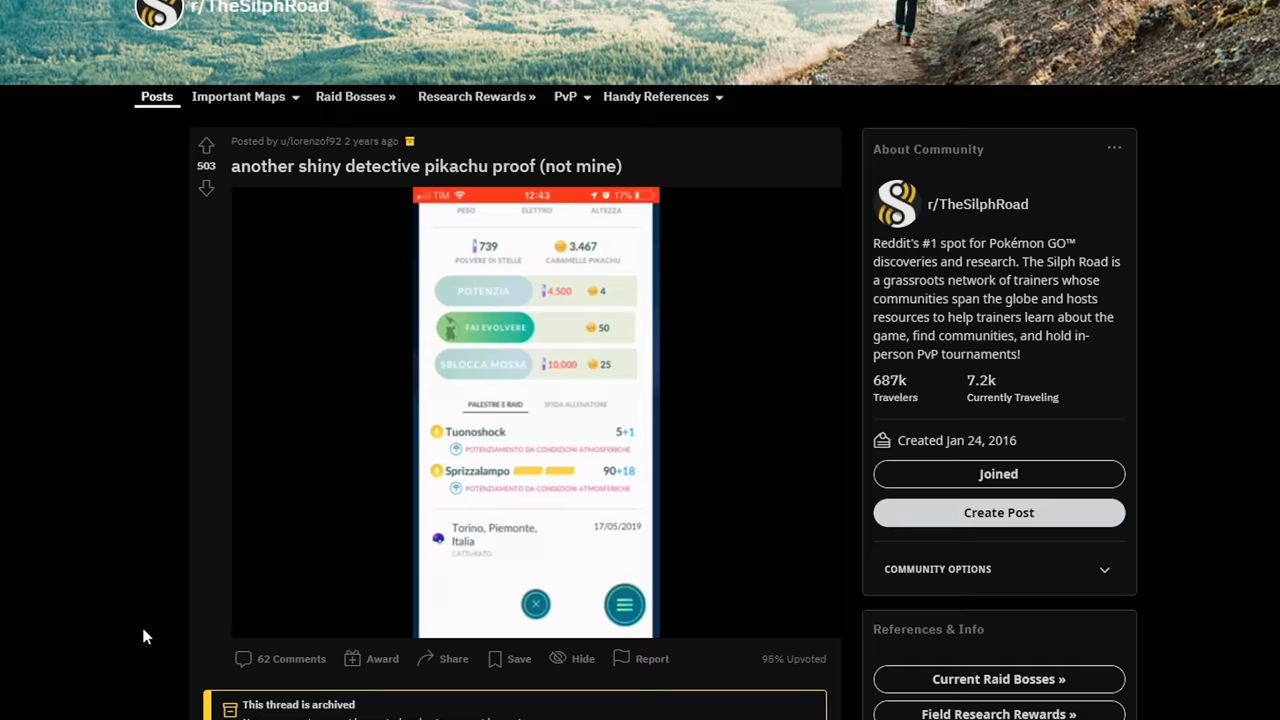 r/TheSilphRoad
Posts
Important Maps
Raid Bosses »
Research Rewards »
PvP
Handy References
503
Posted by u/lorenzof92 2 years ago
another shiny detective pikachu proof (not mine)
TIM
12:43
17%
PESO
ELETTRO
ALTEZZA
739
POLVERE DI STELLE
3.467
CARAMELLE PIKACHU
POTENZIA
4.500
4
FAI EVOLVERE
50
SBLOCCA MOSSA
10.000
25
PALESTRE E RAID
SFIDA ALLENATORE
Tuonoshock
5+1
POTENZIAMENTO DA CONDIZIONI ATMOSFERICHE
Sprizzalampo
90+18
POTENZIAMENTO DA CONDIZIONI ATMOSFERICHE
Torino, Piemonte,
Italia
CATTURATO
17/05/2019
62 Comments
Award
Share
Save
Hide
Report
95% Upvoted
This thread is archived
About Community
r/TheSilphRoad
Reddit's #1 spot for Pokémon GO™
discoveries and research. The Silph Road is
a grassroots network of trainers whose
communities span the globe and hosts
resources to help trainers learn about the
game, find communities, and hold in-
person PvP tournaments!
687k
Travelers
7.2k
Currently Traveling
Created Jan 24, 2016
Joined
Create Post
COMMUNITY OPTIONS
References & Info
Current Raid Bosses »
Field Research Rewards »